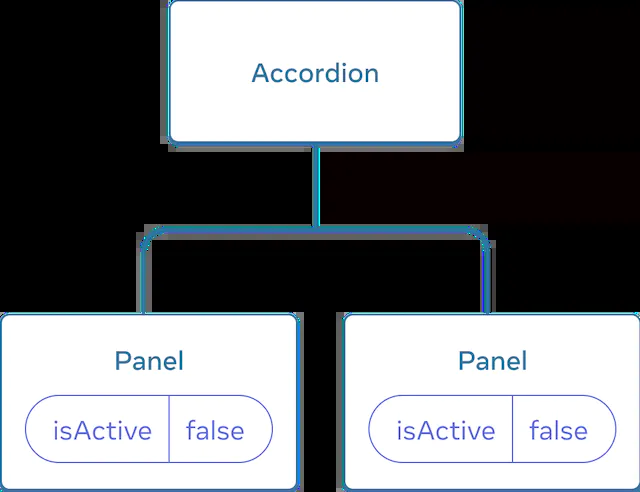 Accordion
Panel
isActive false
Panel
isActive false